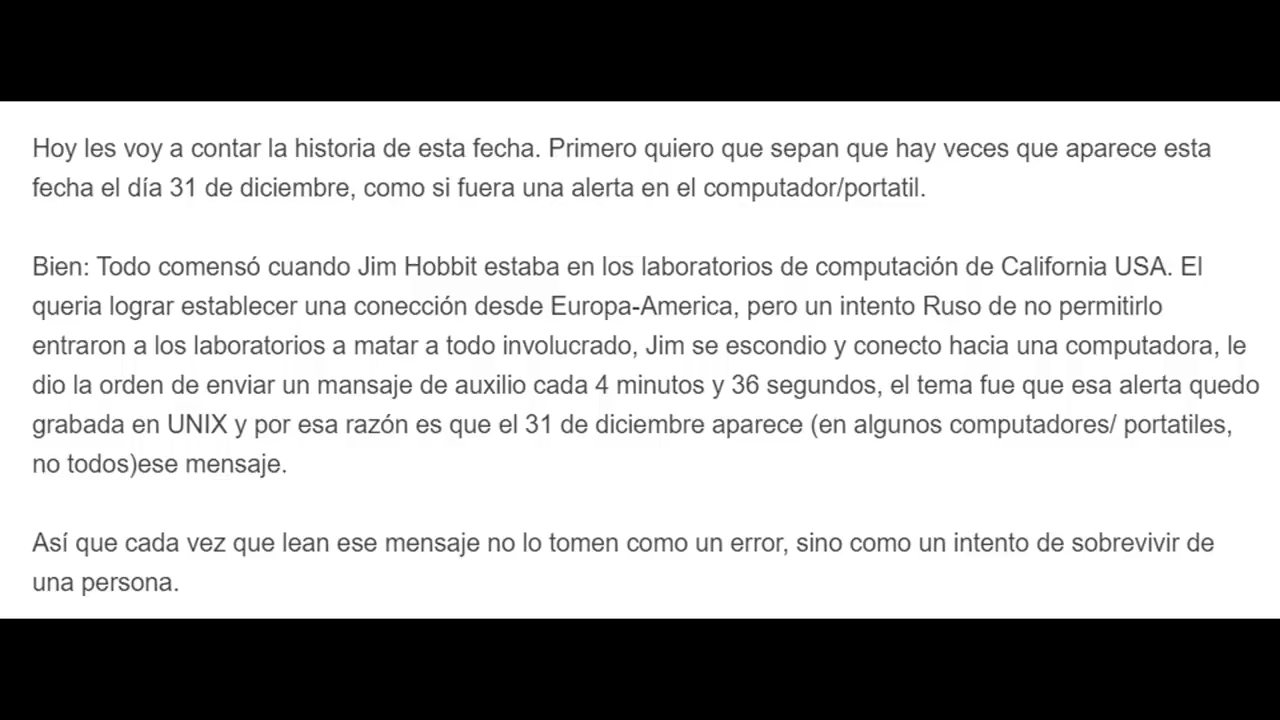 Hoy les voy a contar la historia de esta fecha. Primero quiero que sepan que hay veces que aparece esta
fecha el día 31 de diciembre, como si fuera una alerta en el computador/portatil.
Bien: Todo comensó cuando Jim Hobbit estaba en los laboratorios de computación de California USA. El
queria lograr establecer una conección desde Europa-America, pero un intento Ruso de no permitirlo
entraron a los laboratorios a matar a todo involucrado, Jim se escondio y conecto hacia una computadora, le
dio la orden de enviar un mansaje de auxilio cada 4 minutos y 36 segundos, el tema fue que esa alerta quedo
grabada en UNIX y por esa razón es que el 31 de diciembre aparece (en algunos computadores/ portatiles,
no todos)ese mensaje.
Así que cada vez que lean ese mensaje no lo tomen como un error, sino como un intento de sobrevivir de
una persona.